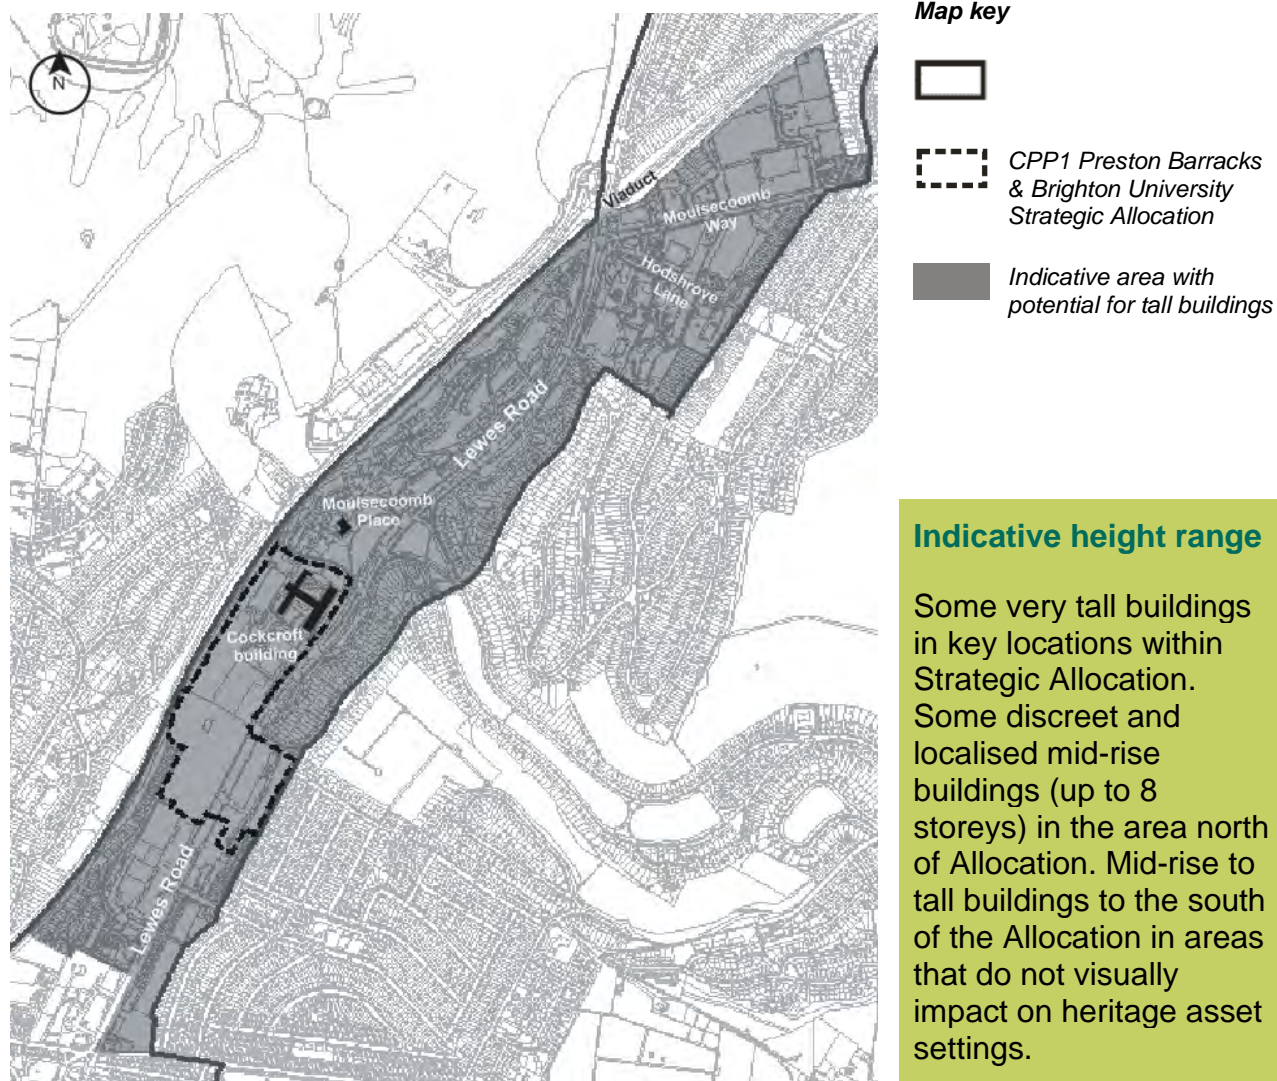 Map key
N
CPP1 Preston Barracks
& Brighton University
Strategic Allocation
Indicative area with
potential for tall buildings
Viaduct
Moulsecoomb
Way
Hodshrove
Lane
Lewes Road
Moulsecoomb
Place
Cockcroft
building
Lewes Road
Indicative height range
Some very tall buildings
in key locations within
Strategic Allocation.
Some discreet and
localised mid-rise
buildings (up to 8
storeys) in the area north
of Allocation. Mid-rise to
tall buildings to the south
of the Allocation in areas
that do not visually
impact on heritage asset
settings.